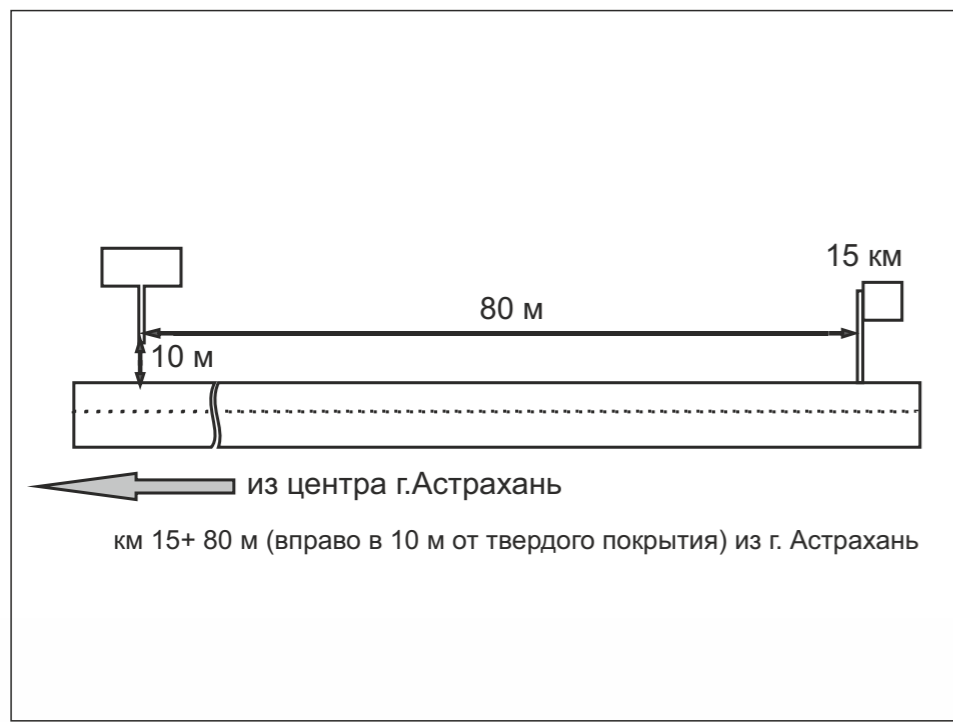 15 км
80 м
10 м
из центра г.Астрахань
км 15+ 80 м (вправо в 10 м от твердого покрытия) из г. Астрахань